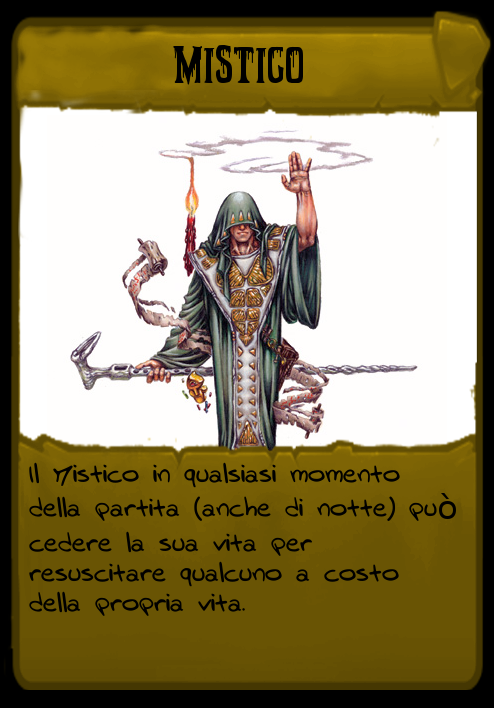 Mistico
Il Mistico in qualsiasi momento
della partita (anche di notte) può
cedere la sua vita per
resuscitare qualcuno a costo
della propria vita.